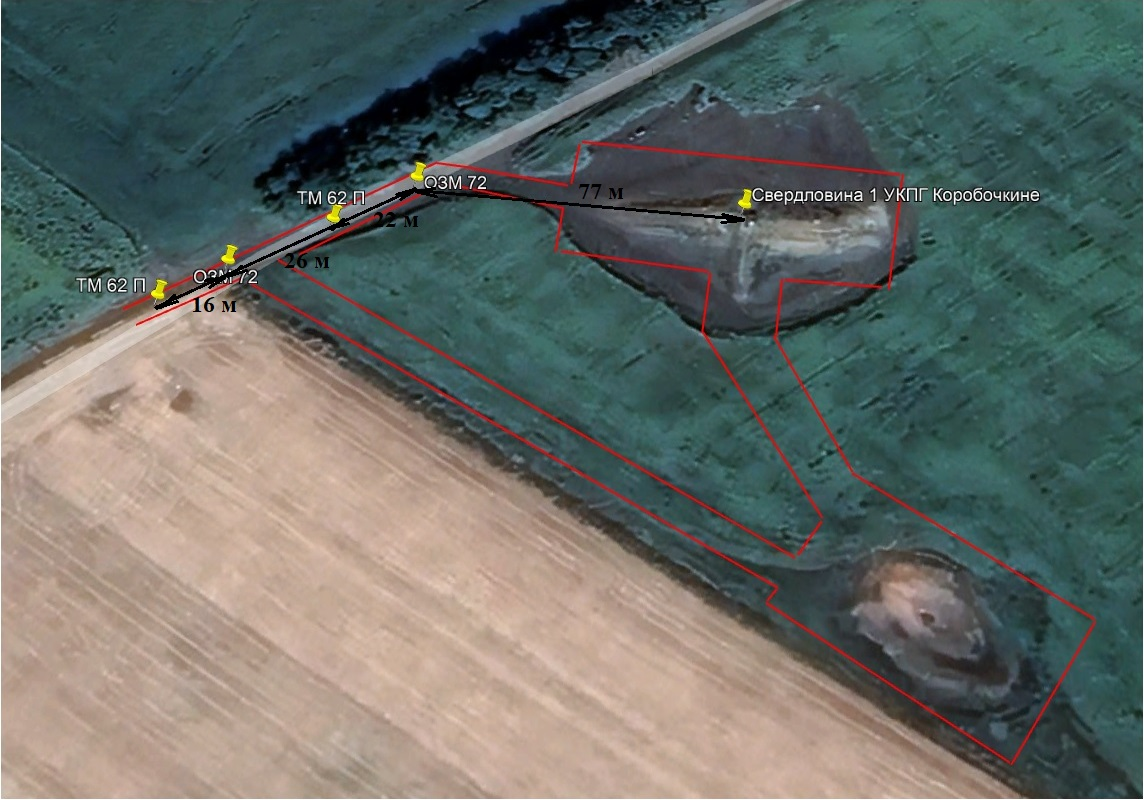 ОЗМ 72
77 м
Свердловина 1 УКПГ Коробочкине
ТМ 62 П
22 м
26 м
ОЗМ 72
ТМ 62 П
16 м